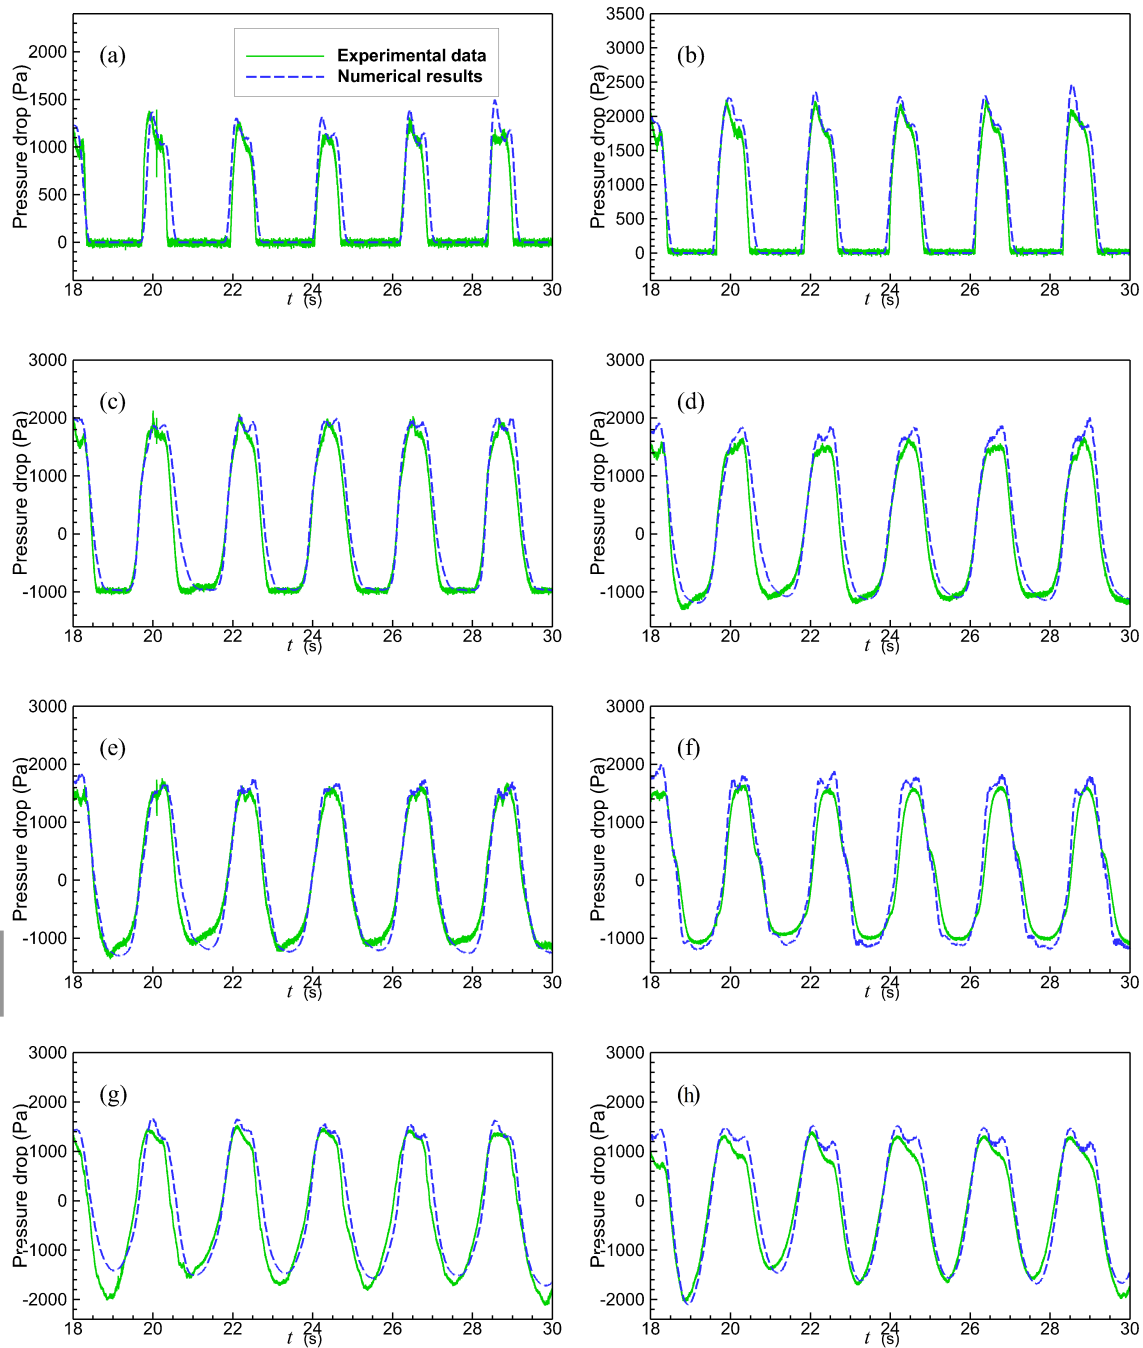 (a)
Experimental data
Numerical results
Pressure drop (Pa)
2000
1500
1000
500
0
18 20 22 24 26 28 30
t (s)
(b)
Pressure drop (Pa)
3500
3000
2500
2000
1500
1000
500
0
18 20 22 24 26 28 30
t (s)
(c)
Pressure drop (Pa)
3000
2000
1000
0
-1000
18 20 22 24 26 28 30
t (s)
(d)
Pressure drop (Pa)
3000
2000
1000
0
-1000
18 20 22 24 26 28 30
t (s)
(e)
Pressure drop (Pa)
3000
2000
1000
0
-1000
18 20 22 24 26 28 30
t (s)
(f)
Pressure drop (Pa)
3000
2000
1000
0
-1000
18 20 22 24 26 28 30
t (s)
(g)
Pressure drop (Pa)
3000
2000
1000
0
-1000
-2000
18 20 22 24 26 28 30
t (s)
(h)
Pressure drop (Pa)
3000
2000
1000
0
-1000
-2000
18 20 22 24 26 28 30
t (s)